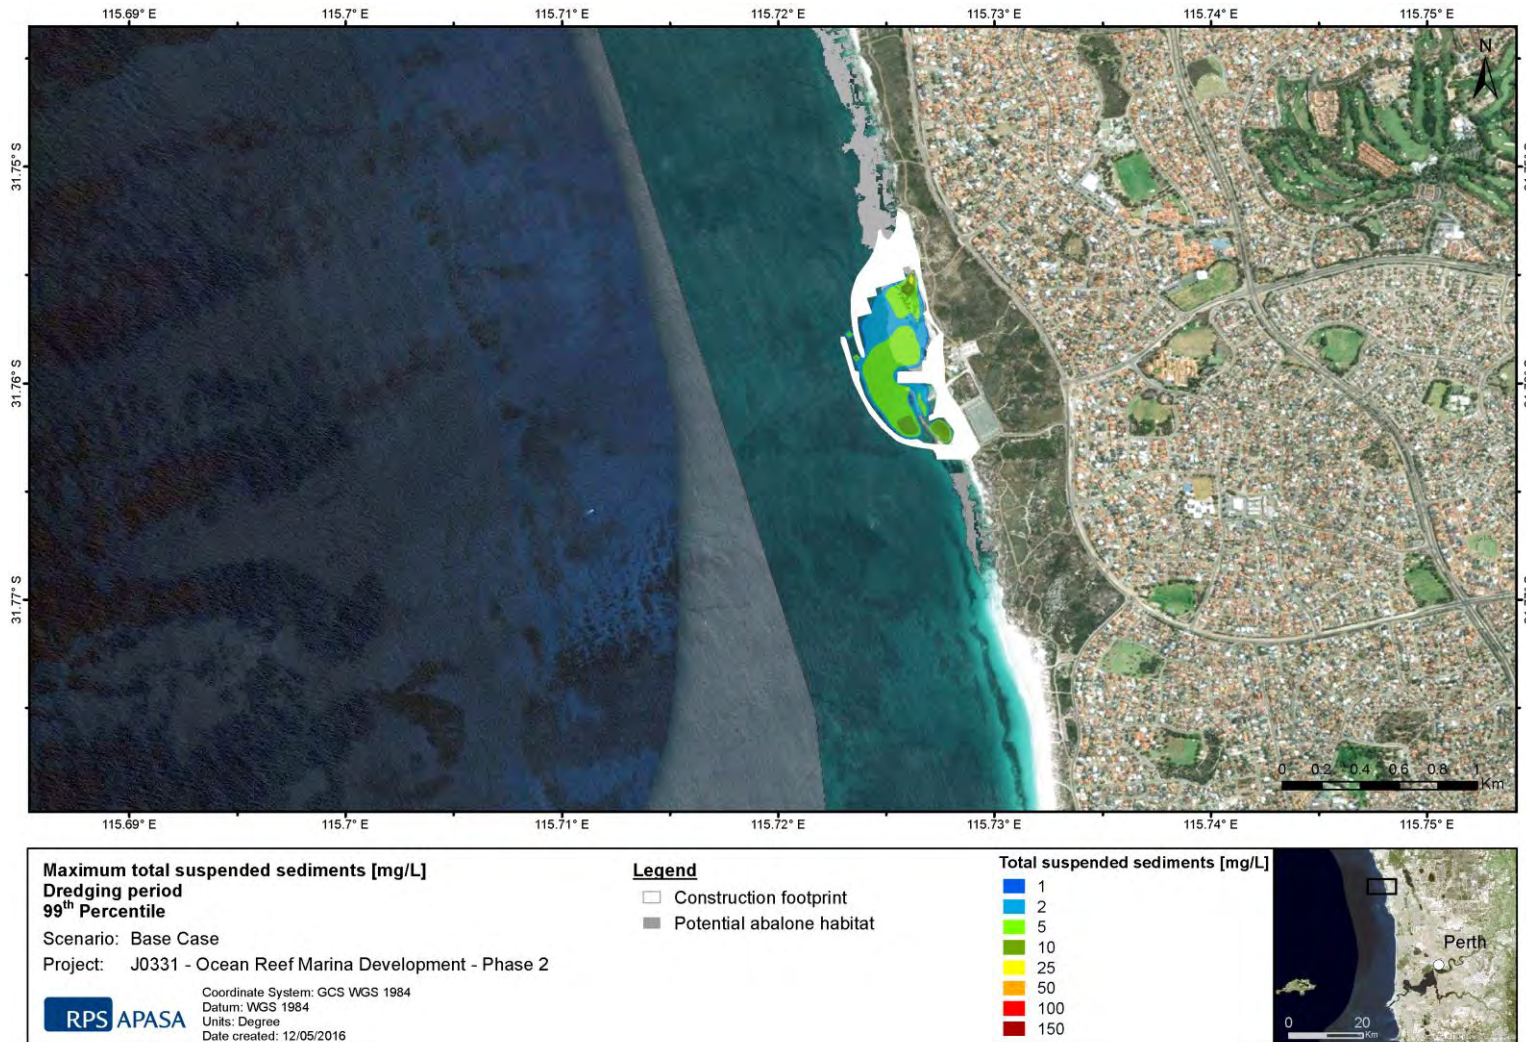 115.69° E 115.7° E 115.71° E 115.72° E 115.73° E 115.74° E 115.75° E
N
31.75° S
31.76° S
31.77° S
0 0.2 0.4 0.6 0.8 1
Km
115.69° E 115.7° E 115.71° E 115.72° E 115.73° E 115.74° E 115.75° E
Maximum total suspended sediments [mg/L]
Dredging period
99th Percentile
Scenario: Base Case
Project: J0331 - Ocean Reef Marina Development - Phase 2
RPS APASA
Coordinate System: GCS WGS 1984
Datum: WGS 1984
Units: Degree
Date created: 12/05/2016
Legend
Construction footprint
Potential abalone habitat
Total suspended sediments [mg/L]
1
2
5
10
25
50
100
150
Perth
0 20
Km